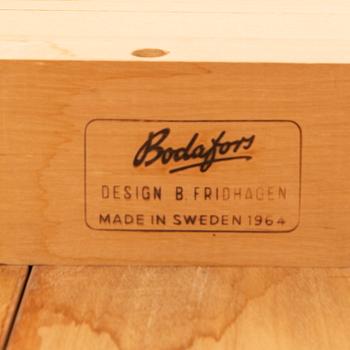 Bodafors
DESIGN B. FRIDHAGEN
MADE IN SWEDEN 1964